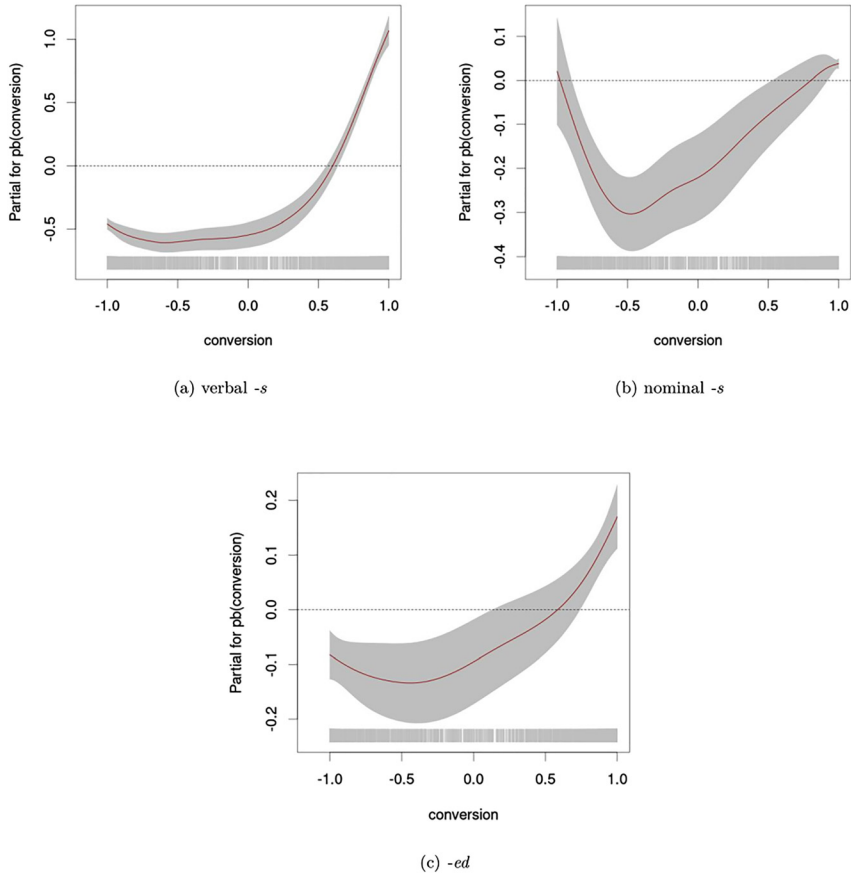 1.0
0.5
0.0
-0.5
Partial for pb(conversion)
-1.0 -0.5 0.0 0.5 1.0
conversion
(a) verbal -s
0.1
0.0
-0.1
-0.2
-0.3
-0.4
Partial for pb(conversion)
-1.0 -0.5 0.0 0.5 1.0
conversion
(b) nominal -s
0.2
0.1
0.0
-0.1
-0.2
Partial for pb(conversion)
-1.0 -0.5 0.0 0.5 1.0
conversion
(c) -ed